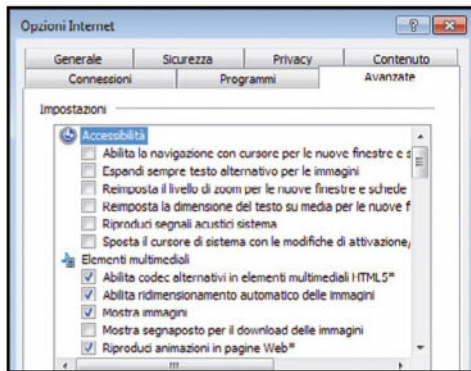 Opzioni Internet
Generale Sicurezza Privacy Contenuto
Connessioni Programmi Avanzate
Impostazioni
Accessibilità
Abilita la navigazione con cursore per le nuove finestre e s
Espandi sempre testo alternativo per le immagini
Reimposta il livello di zoom per le nuove finestre e schede
Reimposta la dimensione del testo su media per le nuove f
Riproduci segnali acustici sistema
Sposta il cursore di sistema con le modifiche di attivazione/
Elementi multimediali
Abilita codec alternativi in elementi multimediali HTML5*
Abilita ridimensionamento automatico delle immagini
Mostra immagini
Mostra segnaposto per il download delle immagini
Riproduci animazioni in pagine Web*